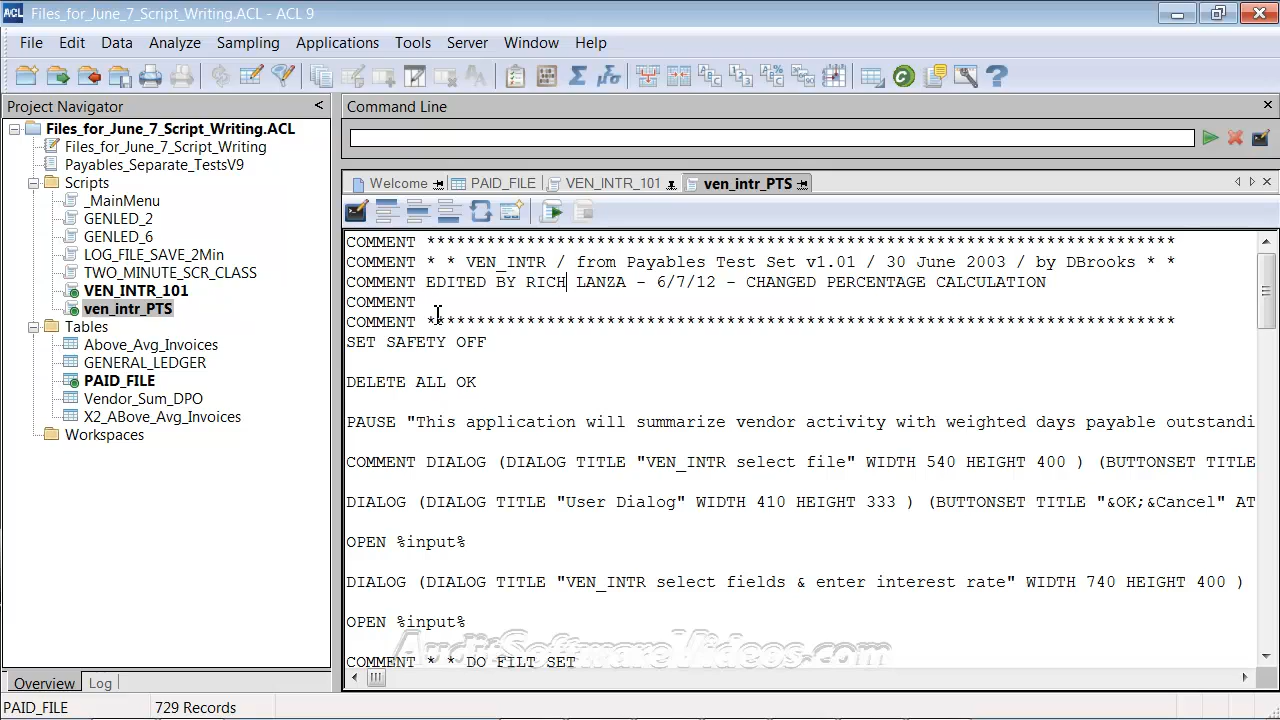 ACL Files_for_June_7_Script_Writing.ACL - ACL 9
File Edit Data Analyze Sampling Applications Tools Server Window Help
Project Navigator <
Files_for_June_7_Script_Writing.ACL
Files_for_June_7_Script_Writing
Payables_Separate_TestsV9
Scripts
_MainMenu
GENLED_2
GENLED_6
LOG_FILE_SAVE_2Min
TWO_MINUTE_SCR_CLASS
VEN_INTR_101
ven_intr_PTS
Tables
Above_Avg_Invoices
GENERAL_LEDGER
PAID_FILE
Vendor_Sum_DPO
X2_ABove_Avg_Invoices
Workspaces
Overview Log
Command Line
Welcome PAID_FILE VEN_INTR_101 ven_intr_PTS
COMMENT ***************************************************************************
COMMENT * * VEN_INTR / from Payables Test Set v1.01 / 30 June 2003 / by DBrooks * *
COMMENT EDITED BY RICH LANZA - 6/7/12 - CHANGED PERCENTAGE CALCULATION
COMMENT
COMMENT ***************************************************************************
SET SAFETY OFF
DELETE ALL OK
PAUSE "This application will summarize vendor activity with weighted days payable outstandi
COMMENT DIALOG (DIALOG TITLE "VEN_INTR select file" WIDTH 540 HEIGHT 400 ) (BUTTONSET TITLE
DIALOG (DIALOG TITLE "User Dialog" WIDTH 410 HEIGHT 333 ) (BUTTONSET TITLE "&OK;&Cancel" AT
OPEN %input%
DIALOG (DIALOG TITLE "VEN_INTR select fields & enter interest rate" WIDTH 740 HEIGHT 400 )
OPEN %input%
AuditSoftwareVideos.com
COMMENT * * DO FILT SET
PAID_FILE 729 Records